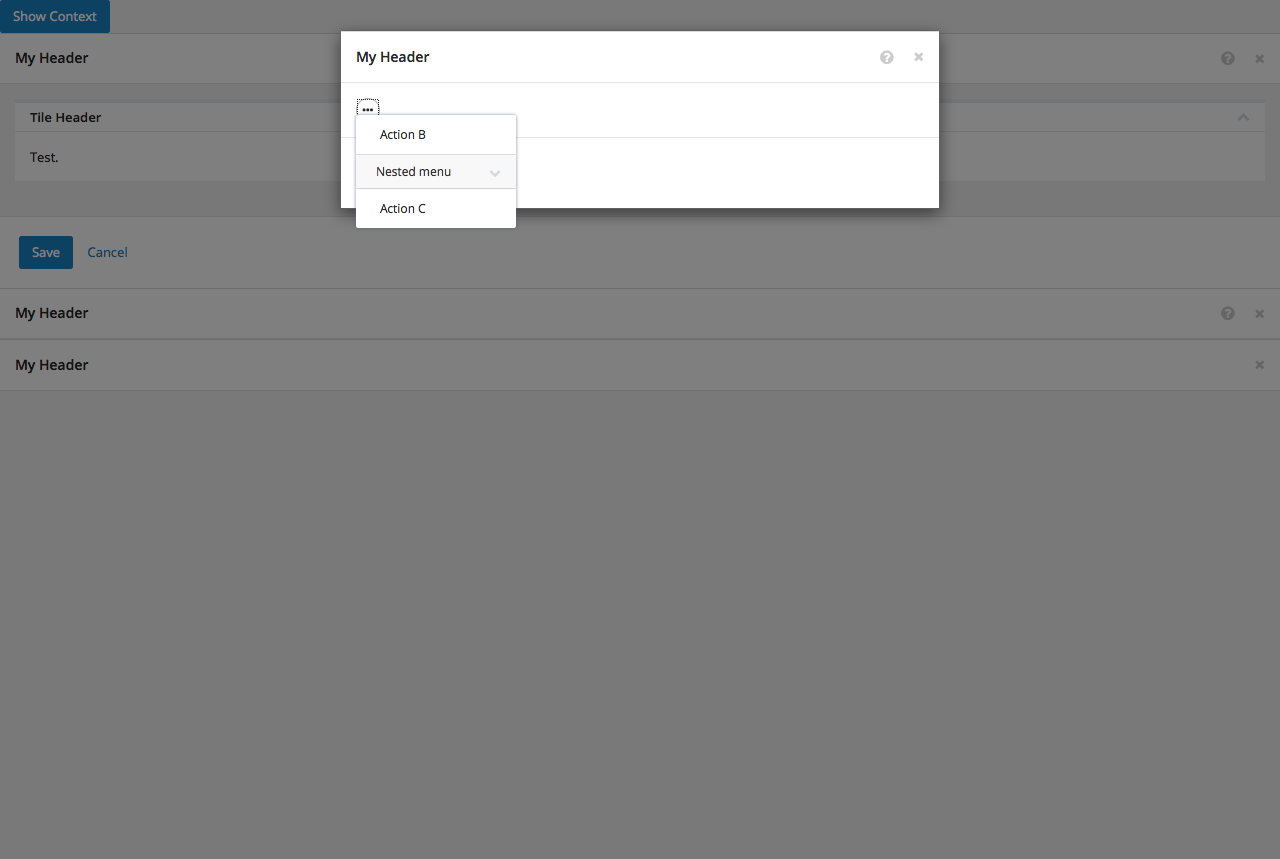 Show Context
My Header
Tile Header
Test.
Save Cancel
My Header
My Header
My Header
Action B
Nested menu
Action C